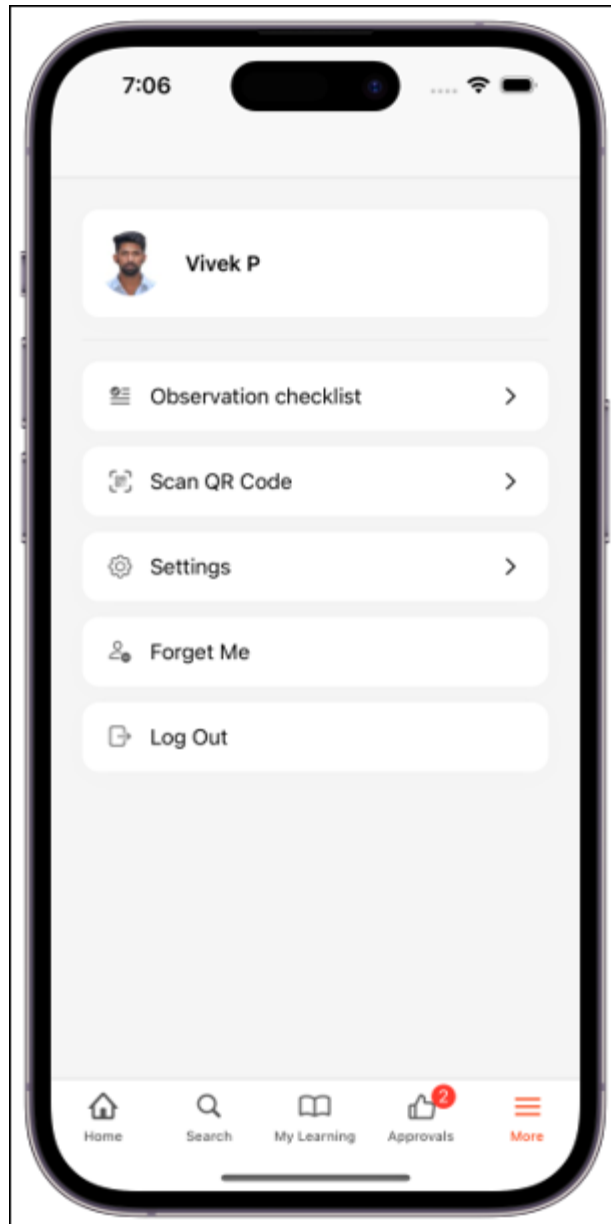 7:06
Vivek P
Observation checklist
Scan QR Code
Settings
Forget Me
Log Out
2
Home Search My Learning Approvals More